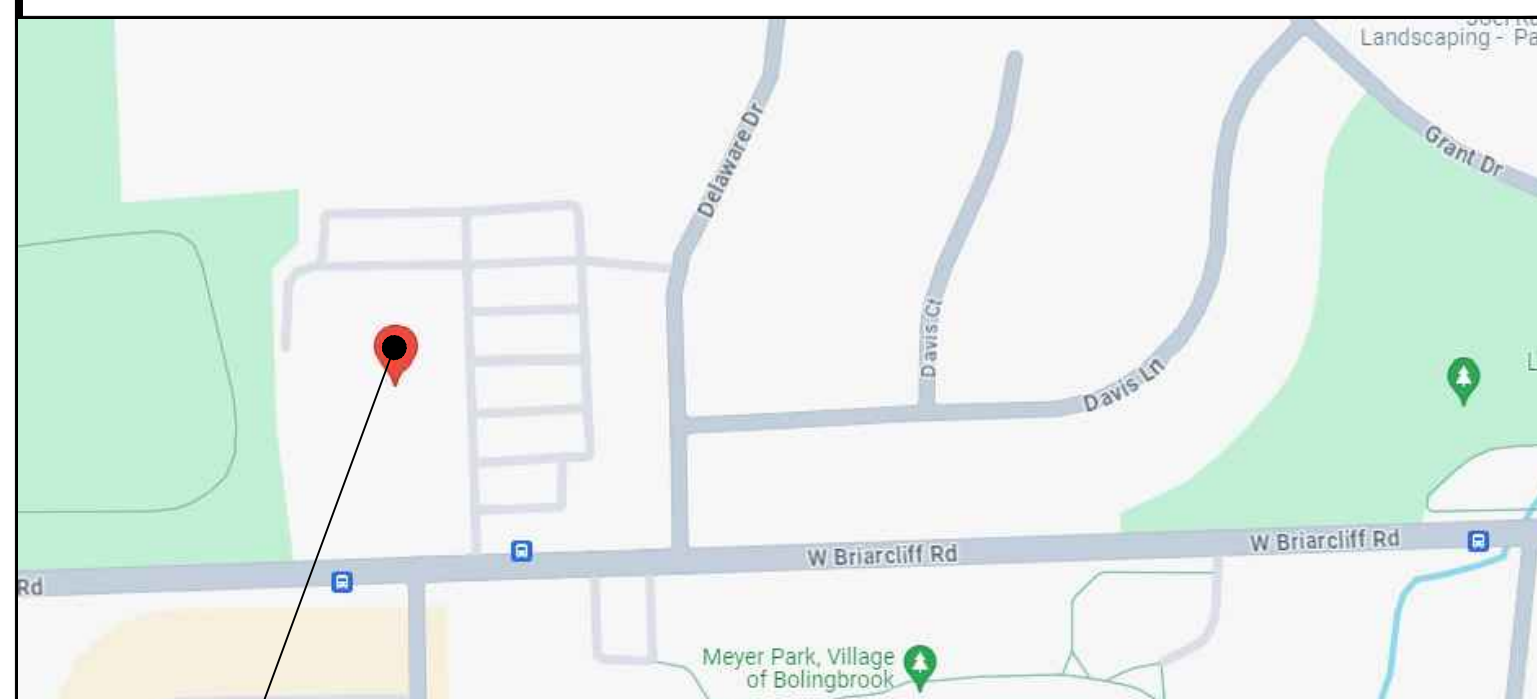 Landscaping -
Grant Dr
Delaware Dr
Davis Ct
Davis Ln
W Briarcliff Rd
W Briarcliff Rd
Rd
Meyer Park, Village
of Bolingbrook